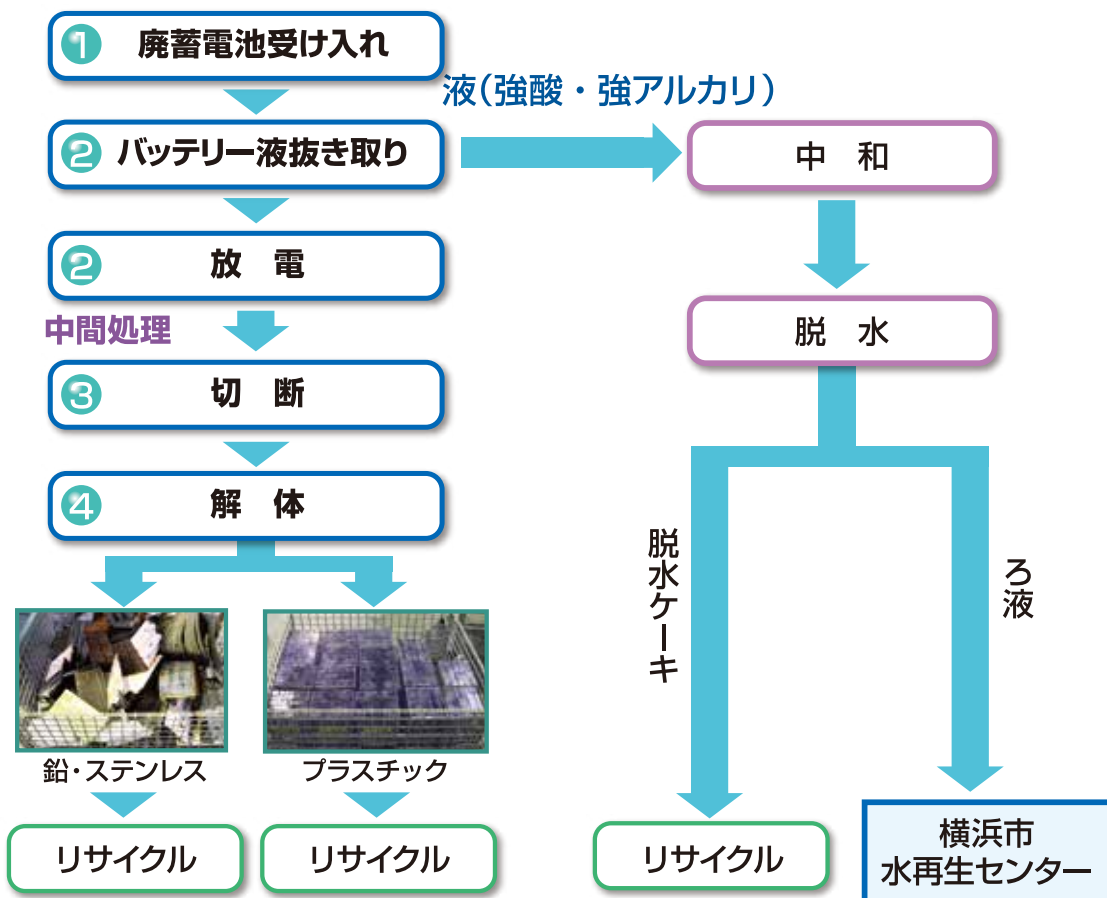 ① 廃蓄電池受け入れ
液（強酸・強アルカリ）
② バッテリー液抜き取り
中 和
② 放 電
中間処理
脱 水
③ 切 断
④ 解 体
脱水ケーキ
ろ液
鉛・ステンレス
プラスチック
リサイクル
リサイクル
リサイクル
横浜市
水再生センター